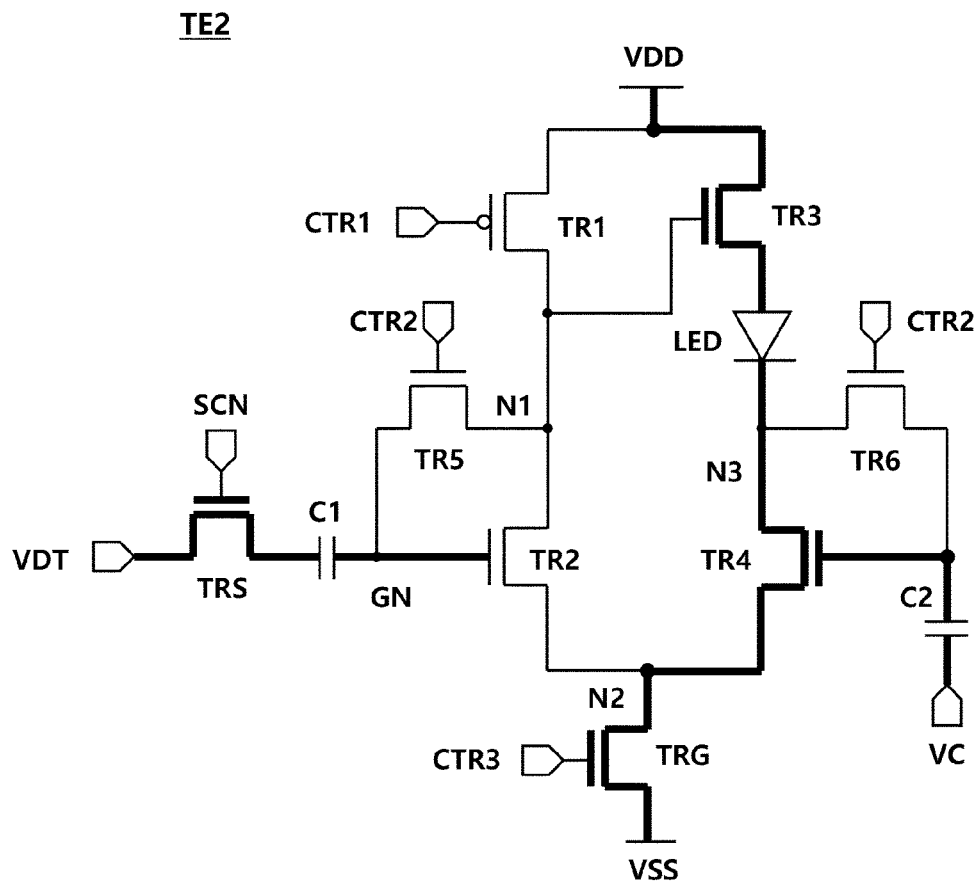 TE2
VDD
CTR1
TR1
TR3
CTR2
LED
CTR2
SCN
N1
TR5
N3
TR6
C1
VDT
TRS
GN
TR2
TR4
C2
N2
CTR3
TRG
VC
VSS